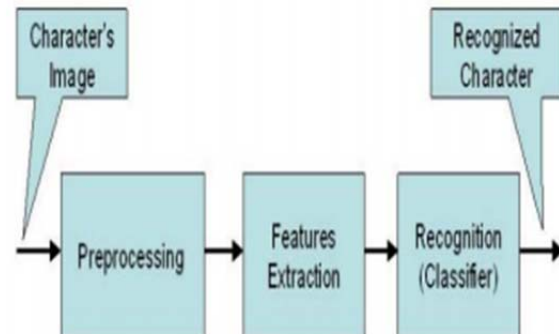 Character's
Image
Recognized
Character
Preprocessing
Features
Extraction
Recognition
(Classifier)